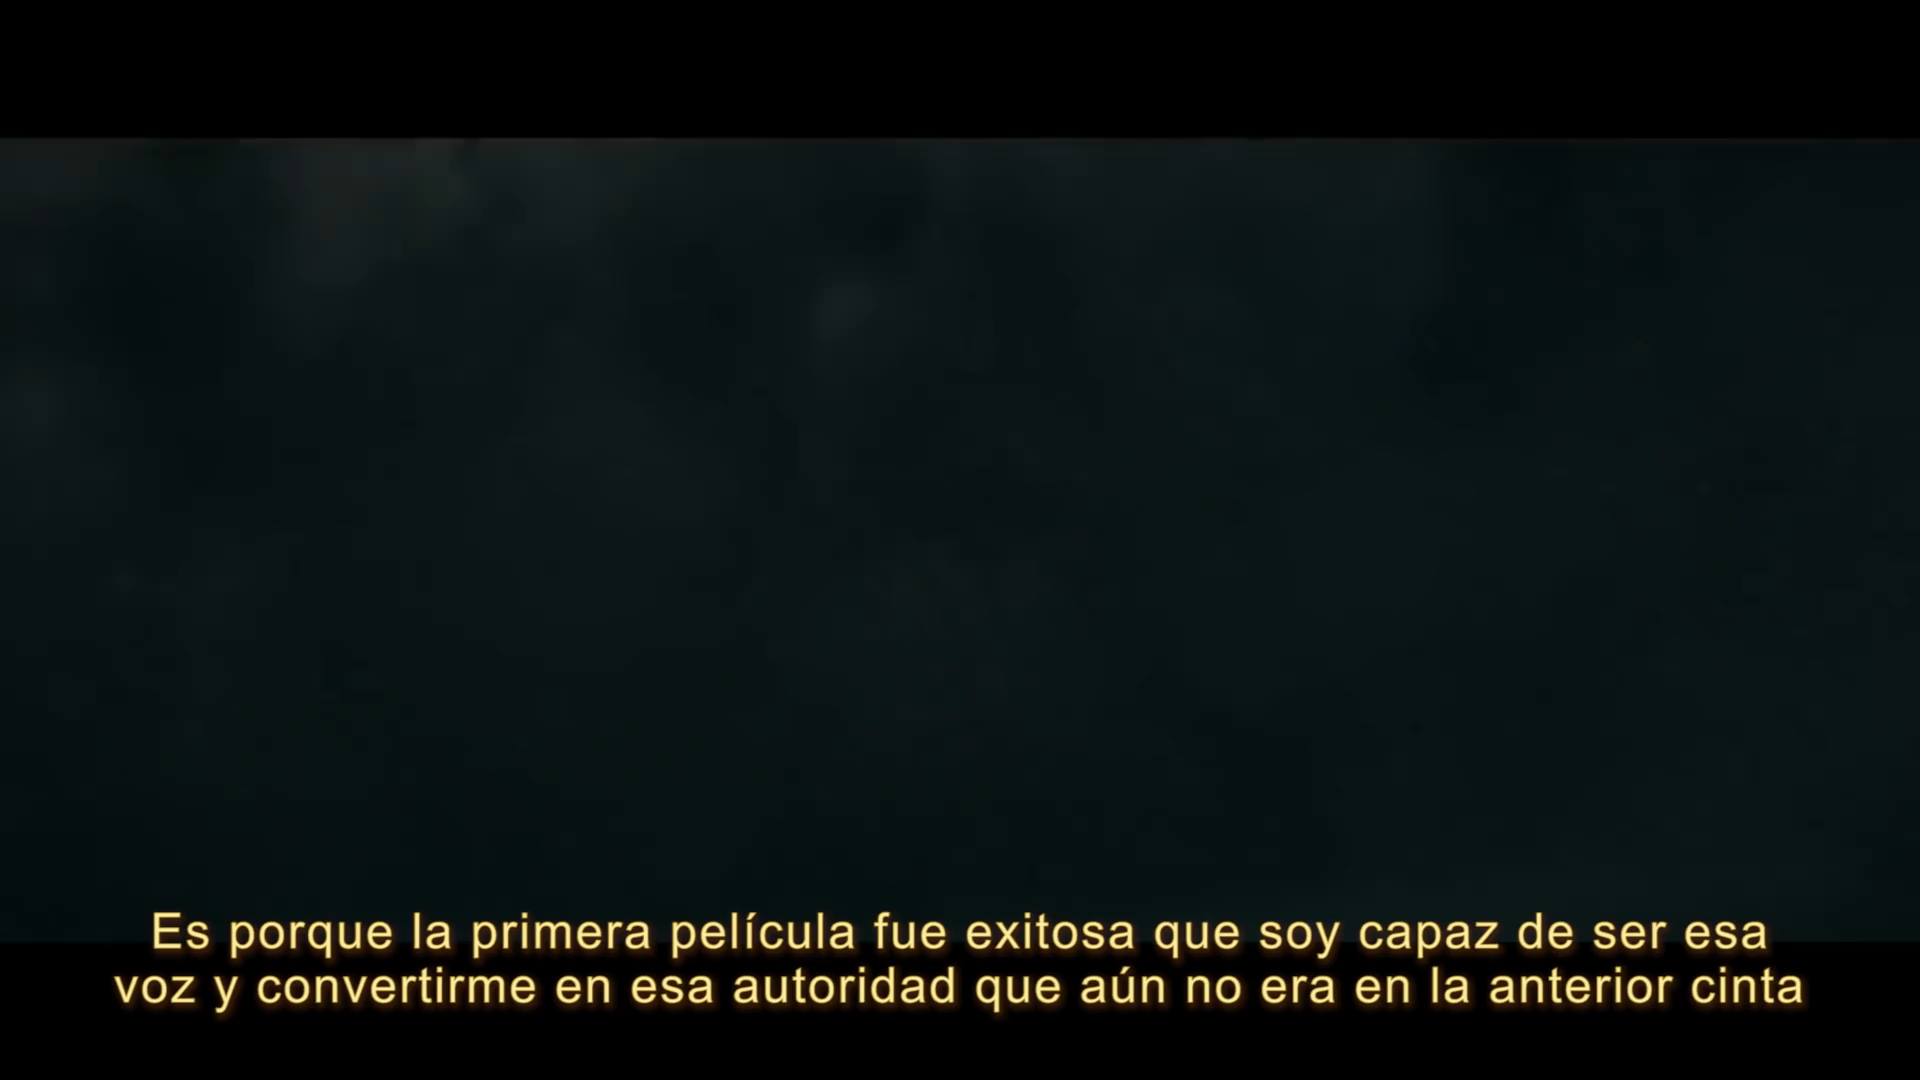 Es porque la primera película fue exitosa que soy capaz de ser esa
voz y convertirme en esa autoridad que aún no era en la anterior cinta